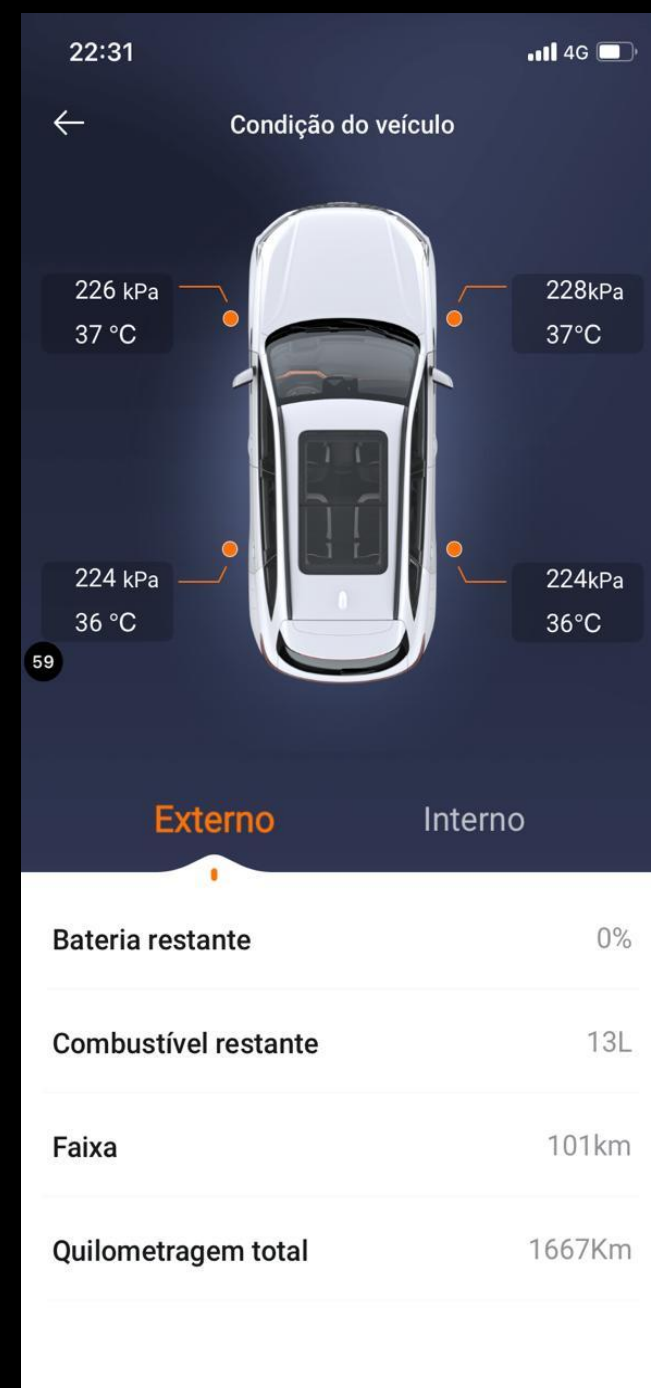 22:31 4G
Condição do veículo
226 kPa 228kPa
37 °C 37°C
224 kPa 224kPa
36 °C 36°C
59
Externo Interno
Bateria restante 0%
Combustível restante 13L
Faixa 101km
Quilometragem total 1667Km